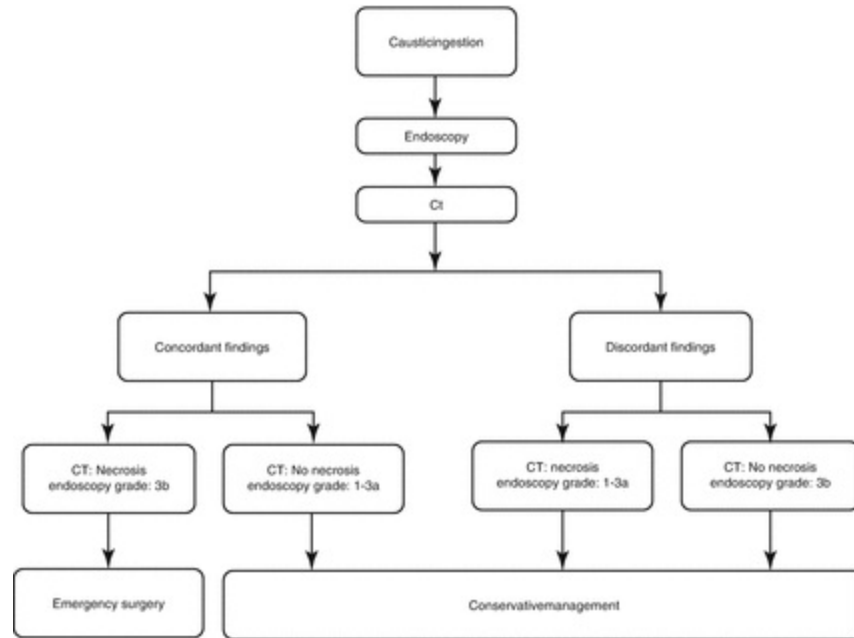 Causticingestion
Endoscopy
Ct
Concordant findings
Discordant findings
CT: Necrosis
endoscopy grade: 3b
CT: No necrosis
endoscopy grade: 1-3a
CT: necrosis
endoscopy grade: 1-3a
CT: No necrosis
endoscopy grade: 3b
Emergency surgery
Conservativemanagement